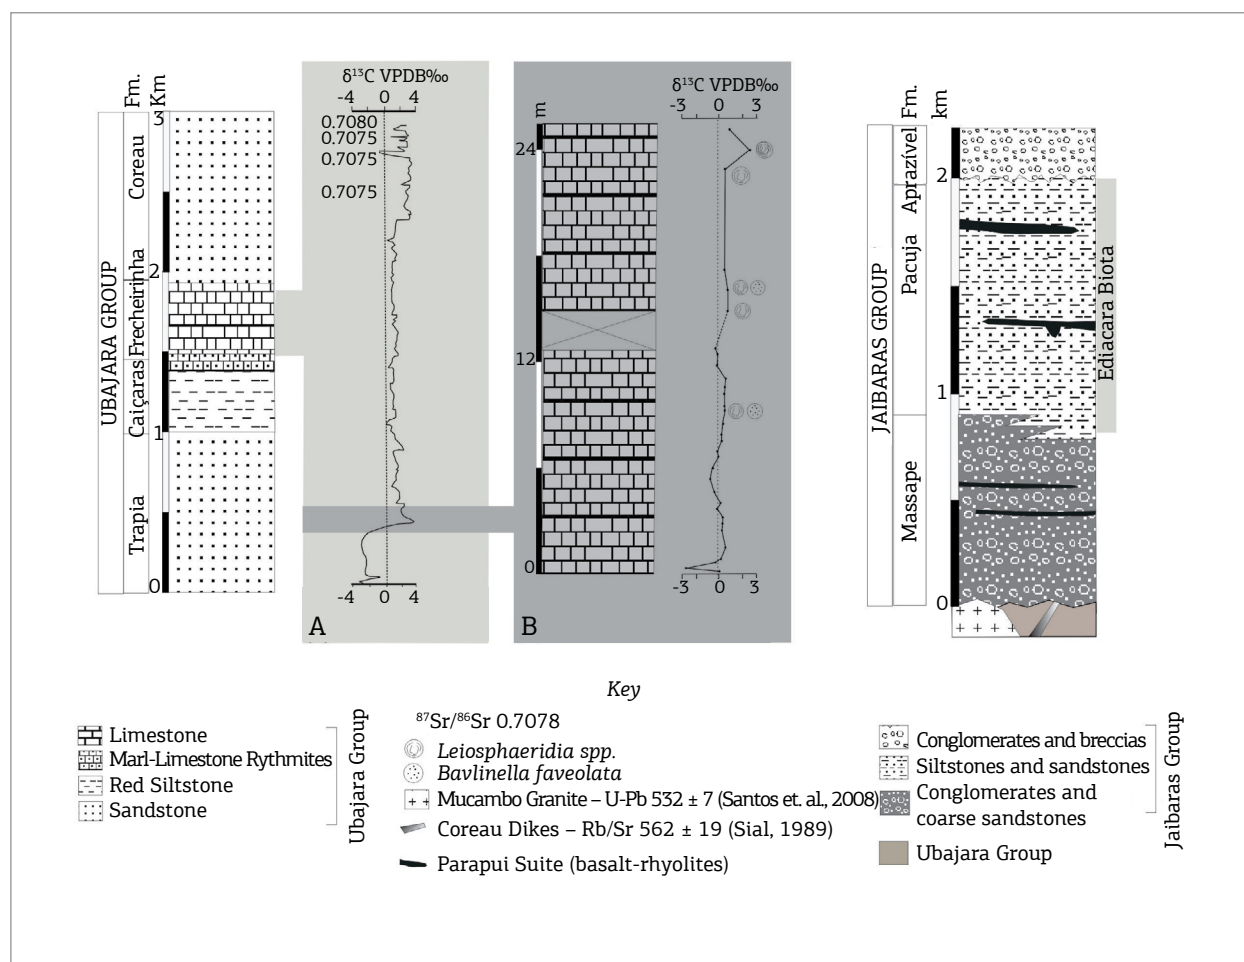 UBAJARA GROUP
Fm.
Km
Coreau
Frecheirinha
Caiçaras
Trapia
3
2
1
0
δ¹³C VPDB‰
-4 0 4
0.7080
0.7075
0.7075
0.7075
-4 0 4
A
δ¹³C VPDB‰
-3 0 3
m
24
12
0
-3 0 3
B
JAIBARAS GROUP
Fm.
km
Aprazível
Pacuja
Massape
2
1
0
Ediacara Biota
Key
Limestone
Marl-Limestone Rythmites
Red Siltstone
Sandstone
Ubajara Group
⁸⁷Sr/⁸⁶Sr 0.7078
Leiosphaeridia spp.
Bavlinella faveolata
Mucambo Granite – U-Pb 532 ± 7 (Santos et. al., 2008)
Coreau Dikes – Rb/Sr 562 ± 19 (Sial, 1989)
Parapui Suite (basalt-rhyolites)
Conglomerates and breccias
Siltstones and sandstones
Conglomerates and
coarse sandstones
Ubajara Group
Jaibaras Group